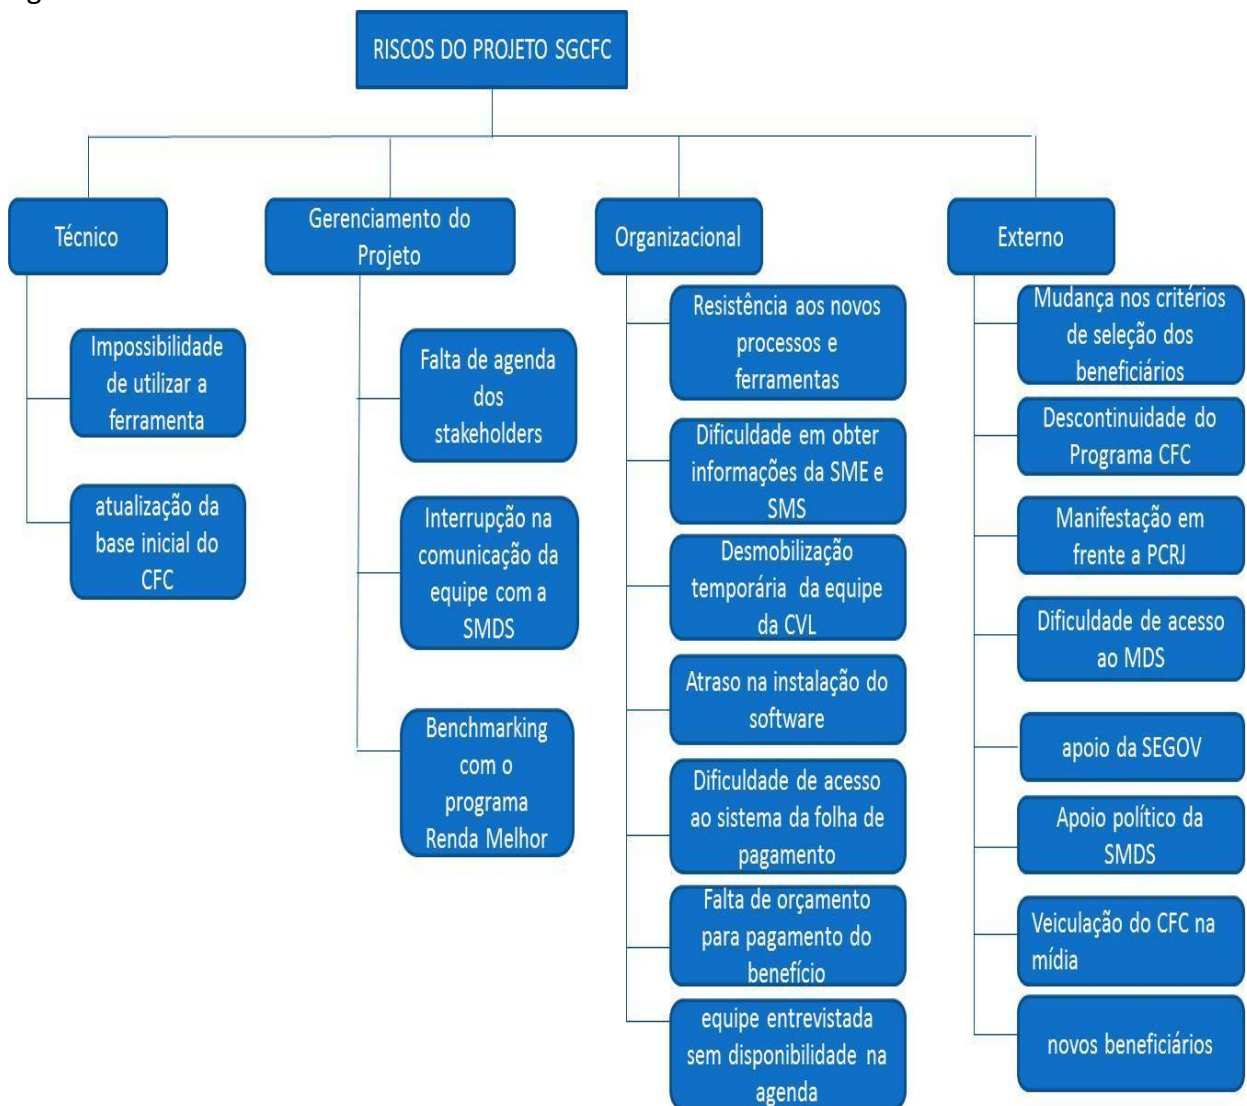 RISCOS DO PROJETO SGCFC
Técnico
Impossibilidade
de utilizar a
ferramenta
atualização da
base inicial do
CFC
Gerenciamento do
Projeto
Falta de agenda
dos
stakeholders
Interrupção na
comunicação da
equipe com a
SMDS
Benchmarking
com o
programa
Renda Melhor
Organizacional
Resistência aos novos
processos e
ferramentas
Dificuldade em obter
informações da SME e
SMS
Desmobilização
temporária da equipe
da CVL
Atraso na instalação do
software
Dificuldade de acesso
ao sistema da folha de
pagamento
Falta de orçamento
para pagamento do
benefício
equipe entrevistada
sem disponibilidade na
agenda
Externo
Mudança nos critérios
de seleção dos
beneficiários
Descontinuidade do
Programa CFC
Manifestação em
frente a PCRJ
Dificuldade de acesso
ao MDS
apoio da SEGOV
Apoio político da
SMDS
Veiculação do CFC na
mídia
novos beneficiários